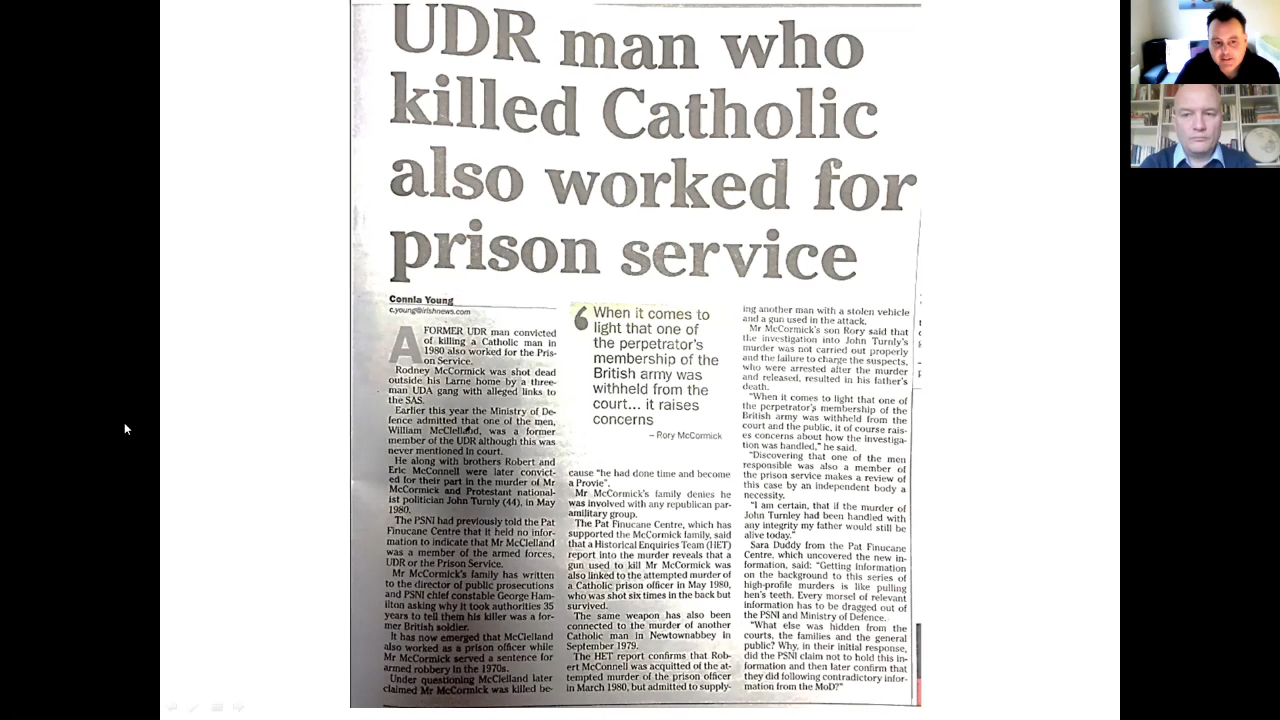 UDR man who
killed Catholic
also worked for
prison service
Connla Young
c.young@irishnews.com
A FORMER UDR man convicted
of killing a Catholic man in
1980 also worked for the Pris-
on Service.
Rodney McCormick was shot dead
outside his Larne home by a three-
man UDA gang with alleged links to
the SAS.
Earlier this year the Ministry of De-
fence admitted that one of the men,
William McClelland, was a former
member of the UDR although this was
never mentioned in court.
He along with brothers Robert and
Eric McConnell were later convict-
ed for their part in the murder of Mr
McCormick and Protestant national-
ist politician John Turnly (44), in May
1980.
The PSNI had previously told the Pat
Finucane Centre that it held no infor-
mation to indicate that Mr McClelland
was a member of the armed forces,
UDR or the Prison Service.
Mr McCormick's family has written
to the director of public prosecutions
and PSNI chief constable George Ham-
ilton asking why it took authorities 35
years to tell them his killer was a for-
mer British soldier.
It has now emerged that McClelland
also worked as a prison officer while
Mr McCormick served a sentence for
armed robbery in the 1970s.
Under questioning McClelland later
claimed Mr McCormick was killed be-
‘ When it comes to
light that one of
the perpetrator's
membership of the
British army was
withheld from the
court... it raises
concerns
– Rory McCormick
cause "he had done time and become
a Provie".
Mr McCormick's family denies he
was involved with any republican par-
amilitary group.
The Pat Finucane Centre, which has
supported the McCormick family, said
that a Historical Enquiries Team (HET)
report into the murder reveals that a
gun used to kill Mr McCormick was
also linked to the attempted murder of
a Catholic prison officer in May 1980,
who was shot six times in the back but
survived.
The same weapon has also been
connected to the murder of another
Catholic man in Newtownabbey in
September 1979.
The HET report confirms that Rob-
ert McConnell was acquitted of the at-
tempted murder of the prison officer
in March 1980, but admitted to supply-
ing another man with a stolen vehicle
and a gun used in the attack.
Mr McCormick's son Rory said that
the investigation into John Turnly's
murder was not carried out properly
and the failure to charge the suspects,
who were arrested after the murder
and released, resulted in his father's
death.
"When it comes to light that one of
the perpetrator's membership of the
British army was withheld from the
court and the public, it of course rais-
es concerns about how the investiga-
tion was handled," he said.
"Discovering that one of the men
responsible was also a member of
the prison service makes a review of
this case by an independent body a
necessity.
"I am certain, that if the murder of
John Turnley had been handled with
any integrity my father would still be
alive today."
Sara Duddy from the Pat Finucane
Centre, which uncovered the new in-
formation, said: "Getting information
on the background to this series of
high-profile murders is like pulling
hen's teeth. Every morsel of relevant
information has to be dragged out of
the PSNI and Ministry of Defence.
"What else was hidden from the
courts, the families and the general
public? Why, in their initial response,
did the PSNI claim not to hold this in-
formation and then later confirm that
they did following contradictory infor-
mation from the MoD?"